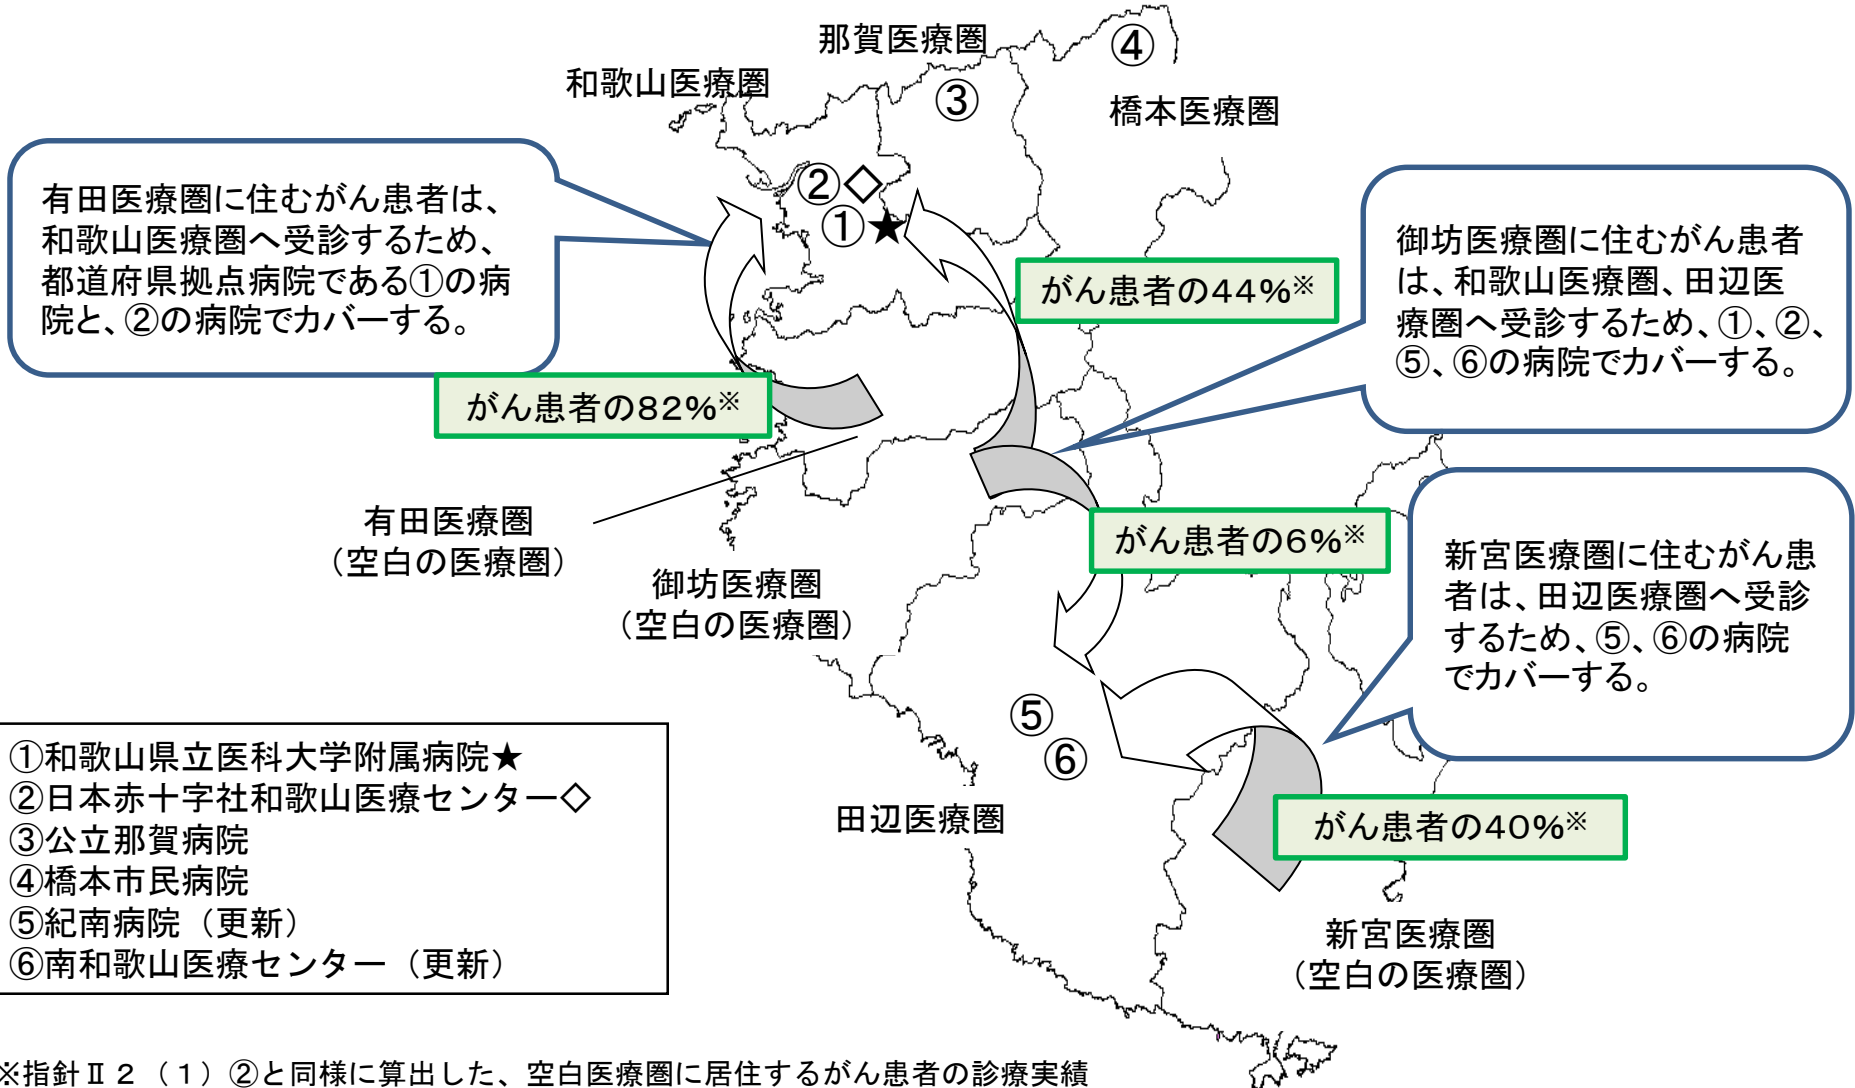 那賀医療圏
④
和歌山医療圏
③
橋本医療圏
②◇
①★
有田医療圏に住むがん患者は、
和歌山医療圏へ受診するため、
都道府県拠点病院である①の病
院と、②の病院でカバーする。
御坊医療圏に住むがん患者
は、和歌山医療圏、田辺医
療圏へ受診するため、①、②、
⑤、⑥の病院でカバーする。
がん患者の44%※
がん患者の82%※
有田医療圏
（空白の医療圏）
がん患者の6%※
御坊医療圏
（空白の医療圏）
新宮医療圏に住むがん患
者は、田辺医療圏へ受診
するため、⑤、⑥の病院
でカバーする。
⑤
⑥
田辺医療圏
がん患者の40%※
新宮医療圏
（空白の医療圏）
①和歌山県立医科大学附属病院★
②日本赤十字社和歌山医療センター◇
③公立那賀病院
④橋本市民病院
⑤紀南病院（更新）
⑥南和歌山医療センター（更新）
※指針Ⅱ２（１）②と同様に算出した、空白医療圏に居住するがん患者の診療実績